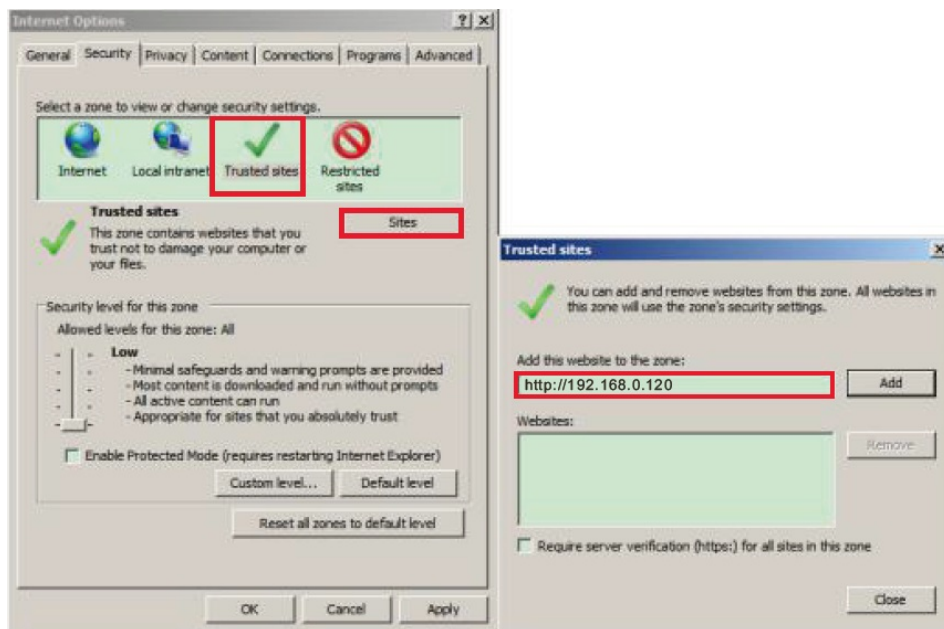 Internet Options
General Security Privacy Content Connections Programs Advanced
Select a zone to view or change security settings.
Internet Local intranet Trusted sites Restricted sites
Trusted sites
This zone contains websites that you
trust not to damage your computer or
your files.
Sites
Security level for this zone
Allowed levels for this zone: All
Low
- Minimal safeguards and warning prompts are provided
- Most content is downloaded and run without prompts
- All active content can run
- Appropriate for sites that you absolutely trust
Enable Protected Mode (requires restarting Internet Explorer)
Custom level... Default level
Reset all zones to default level
OK Cancel Apply
Trusted sites
You can add and remove websites from this zone. All websites in
this zone will use the zone's security settings.
Add this website to the zone:
http://192.168.0.120 Add
Websites:
Remove
Require server verification (https:) for all sites in this zone
Close